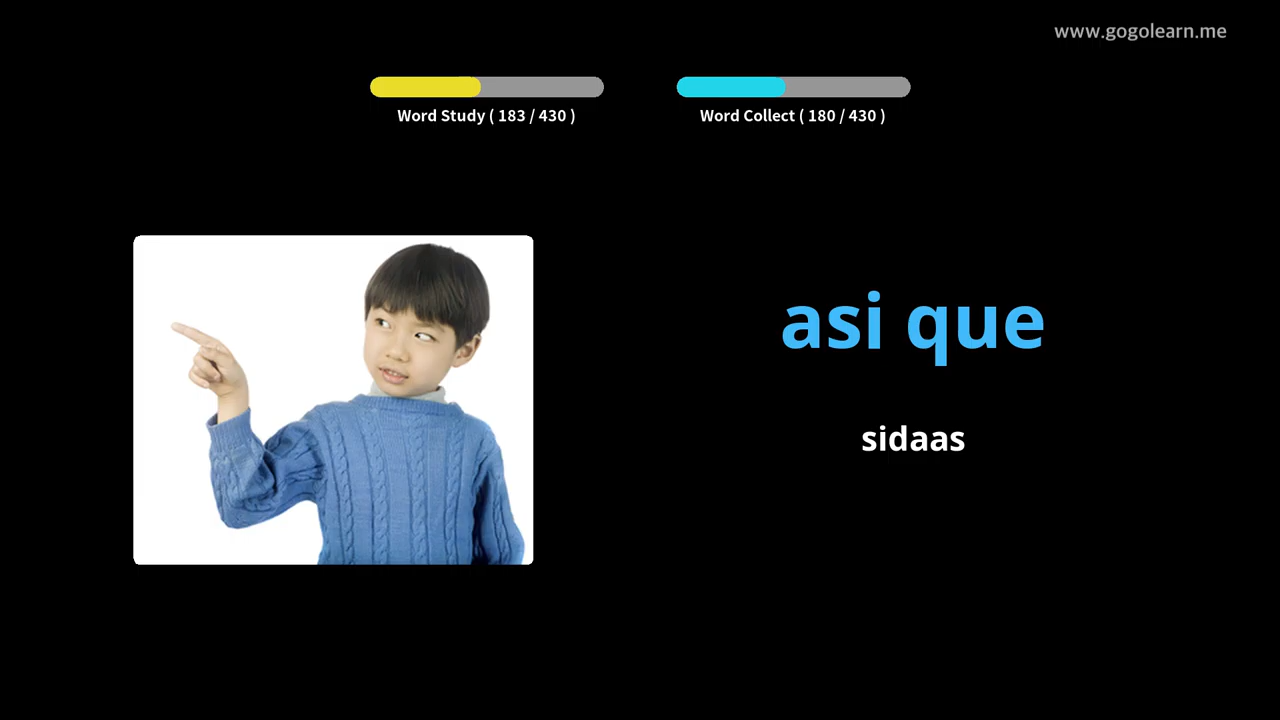 www.gogolearn.me
Word Study ( 183 / 430 )
Word Collect ( 180 / 430 )
asi que
sidaas